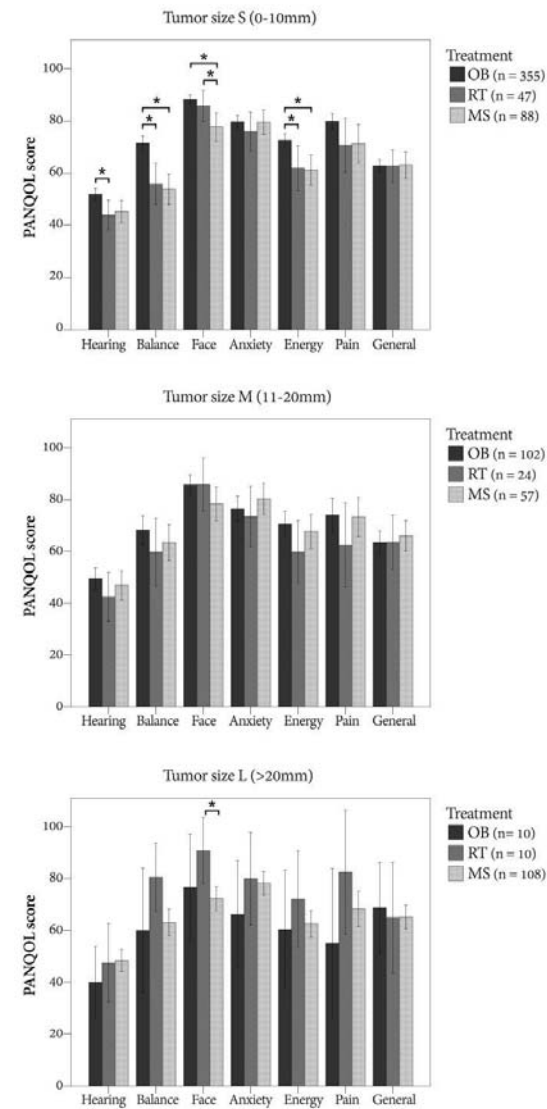 Tumor size S (0-10mm)
Treatment
OB (n = 355)
RT (n = 47)
MS (n = 88)
PANQOL score
100
80
60
40
20
0
* * * * * * *
Hearing Balance Face Anxiety Energy Pain General
Tumor size M (11-20mm)
Treatment
OB (n = 102)
RT (n = 24)
MS (n = 57)
PANQOL score
100
80
60
40
20
0
Hearing Balance Face Anxiety Energy Pain General
Tumor size L (>20mm)
Treatment
OB (n= 10)
RT (n = 10)
MS (n = 108)
PANQOL score
100
80
60
40
20
0
*
Hearing Balance Face Anxiety Energy Pain General